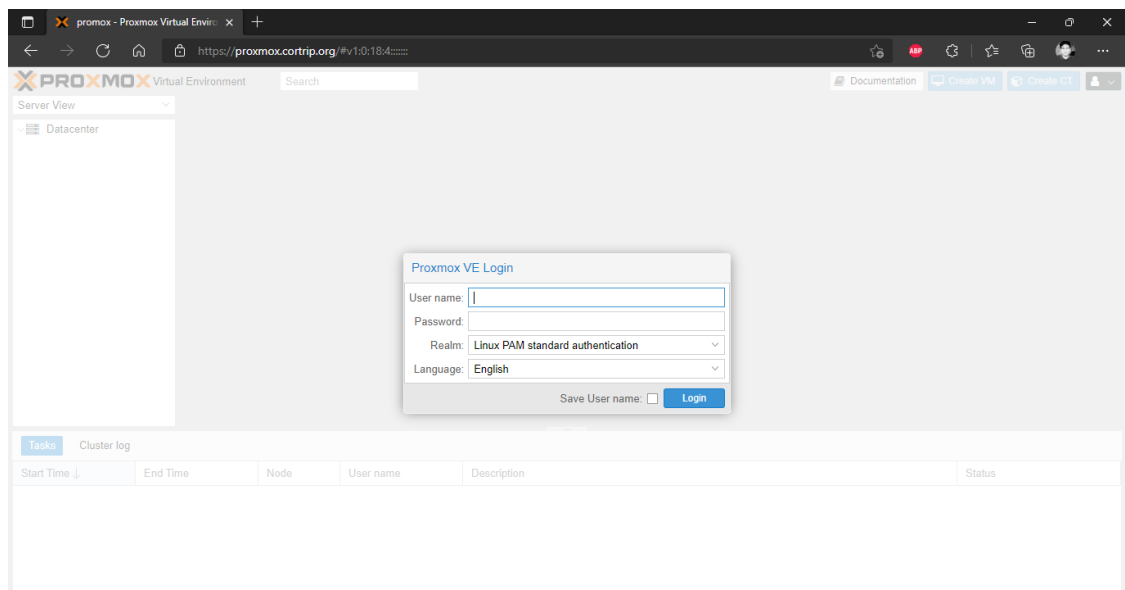 promox - Proxmox Virtual Enviro
https://proxmox.cortrip.org/#v1:0:18:4:::::::
ABP
PROXMOX Virtual Environment Search Documentation Create VM Create CT
Server View
Datacenter
Proxmox VE Login
User name:
Password:
Realm: Linux PAM standard authentication
Language: English
Save User name: Login
Tasks Cluster log
Start Time End Time Node User name Description Status